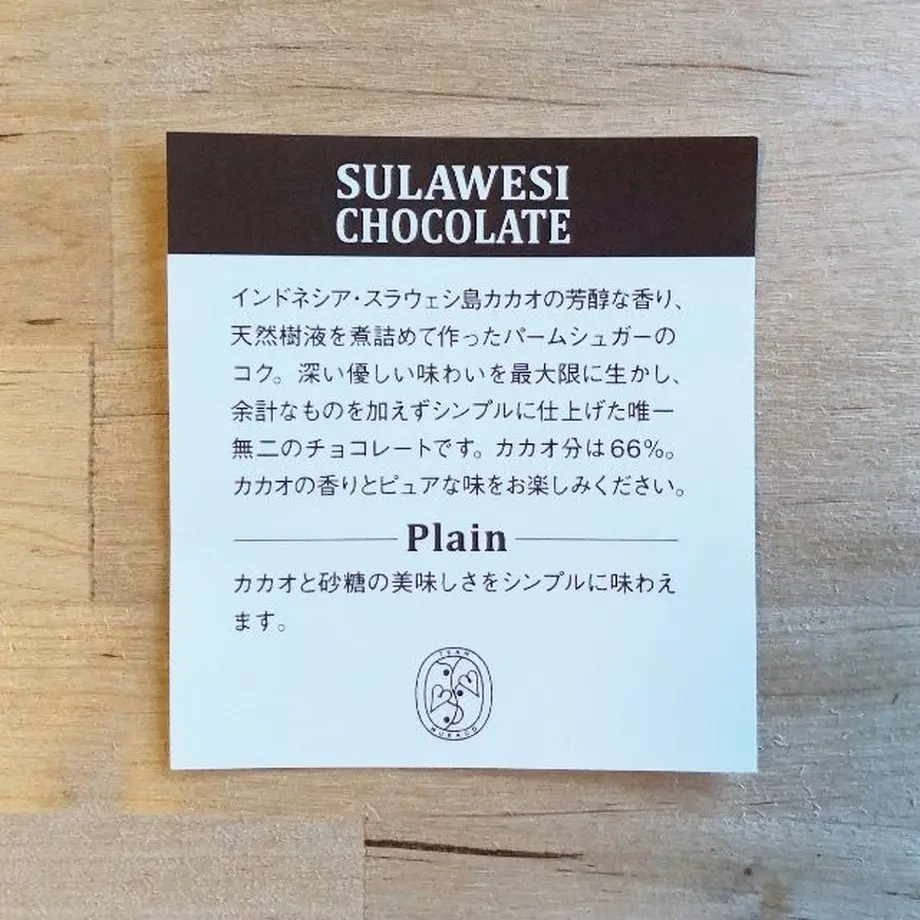 SULAWESI
CHOCOLATE
インドネシア・スラウェシ島カカオの芳醇な香り、
天然樹液を煮詰めて作ったパームシュガーの
コク。深い優しい味わいを最大限に生かし、
余計なものを加えずシンプルに仕上げた唯一
無二のチョコレートです。カカオ分は66%。
カカオの香りとピュアな味をお楽しみください。
Plain
カカオと砂糖の美味しさをシンプルに味わえ
ます。
TEAM
MUKAGO